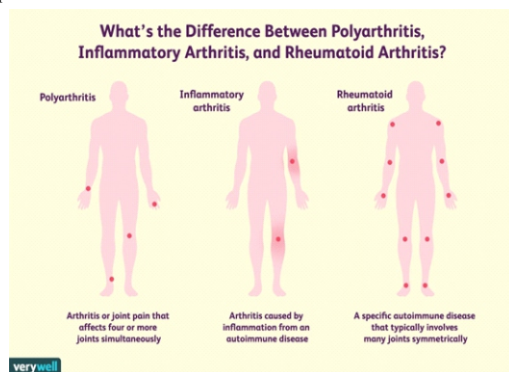 What's the Difference Between Polyarthritis,
Inflammatory Arthritis, and Rheumatoid Arthritis?
Polyarthritis
Inflammatory
arthritis
Rheumatoid
arthritis
Arthritis or joint pain that
affects four or more
joints simultaneously
Arthritis caused by
inflammation from an
autoimmune disease
A specific autoimmune disease
that typically involves
many joints symmetrically
verywell